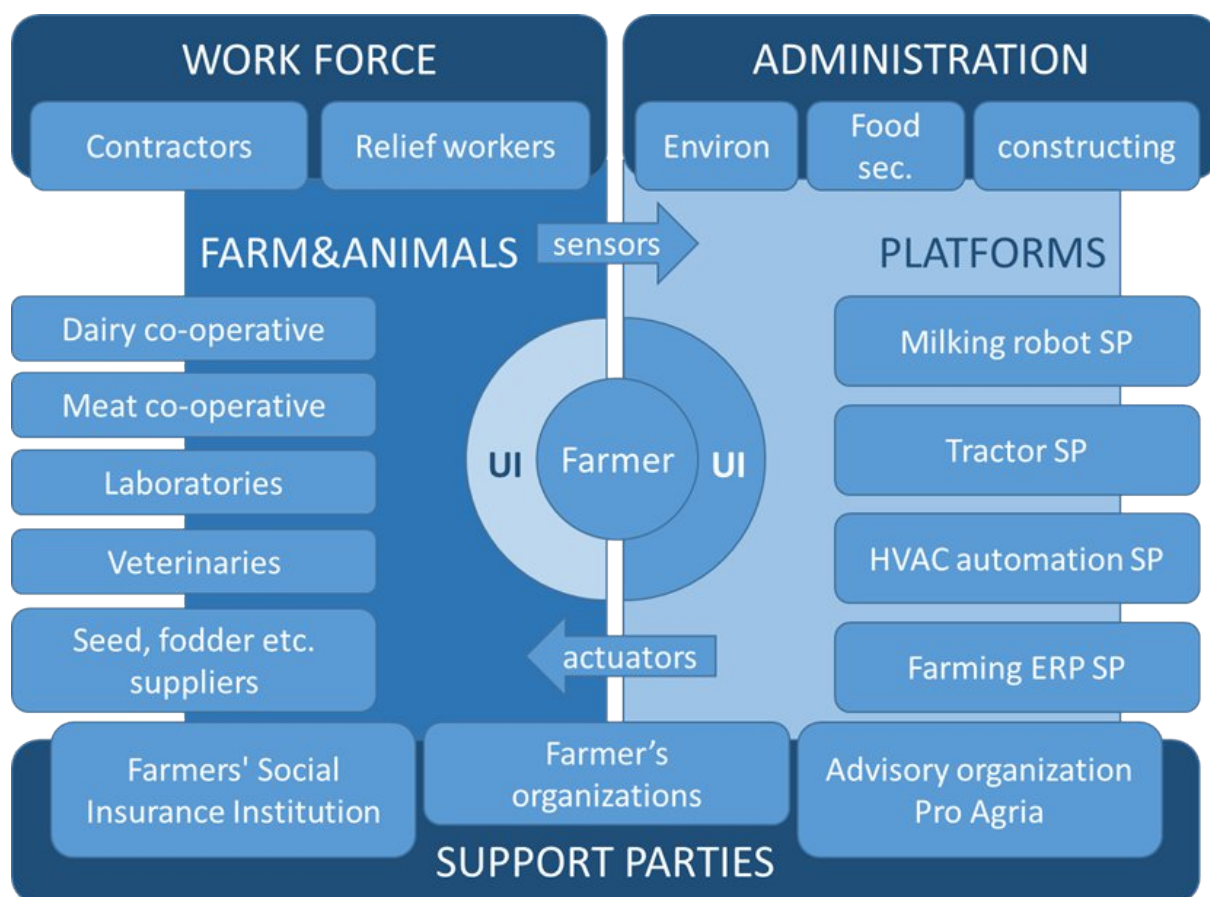 WORK FORCE
Contractors
Relief workers
ADMINISTRATION
Environ
Food
sec.
constructing
FARM&ANIMALS
sensors
PLATFORMS
Dairy co-operative
Meat co-operative
Laboratories
Veterinaries
Seed, fodder etc.
suppliers
UI
Farmer
UI
actuators
Milking robot SP
Tractor SP
HVAC automation SP
Farming ERP SP
Farmers' Social
Insurance Institution
Farmer’s
organizations
Advisory organization
Pro Agria
SUPPORT PARTIES